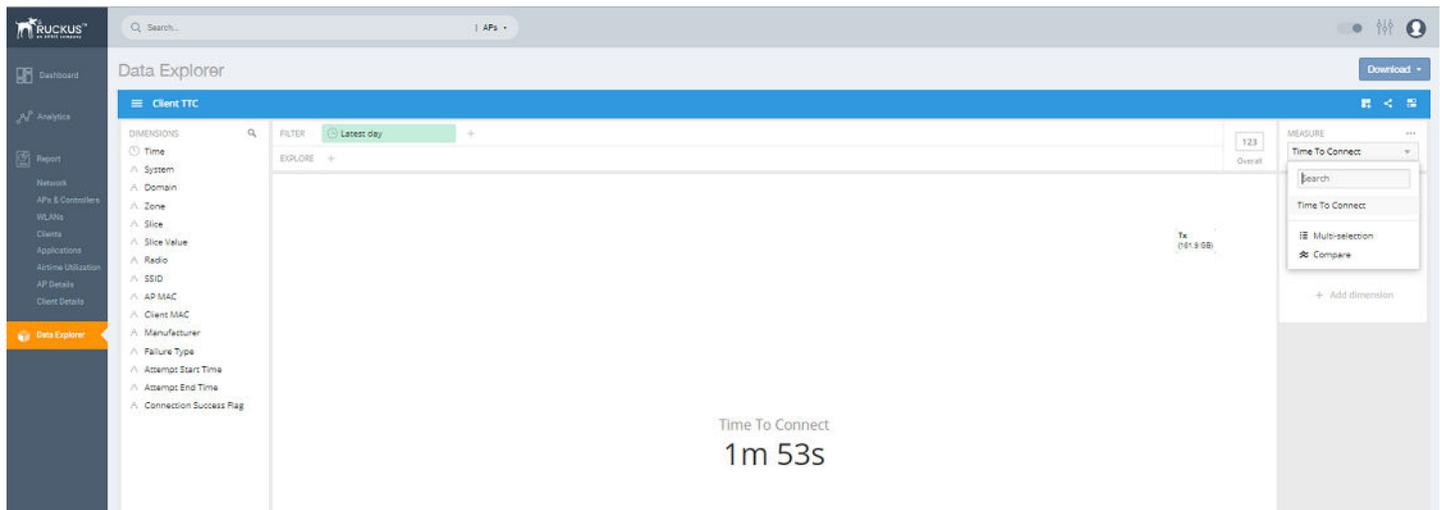 RUCKUS™
an ARRIS company
Search...
| APs
Dashboard
Analytics
Report
Network
APs & Controllers
WLANs
Clients
Applications
Airtime Utilization
AP Details
Client Details
Data Explorer
Data Explorer
Download
Client TTC
DIMENSIONS
Time
System
Domain
Zone
Slice
Slice Value
Radio
SSID
AP MAC
Client MAC
Manufacturer
Failure Type
Attempt Start Time
Attempt End Time
Connection Success Flag
FILTER
Latest day
+
EXPLORE +
123
Overall
Tx
(161.9 GB)
Time To Connect
1m 53s
MEASURE
...
Time To Connect
Search
Time To Connect
Multi-selection
Compare
+ Add dimension